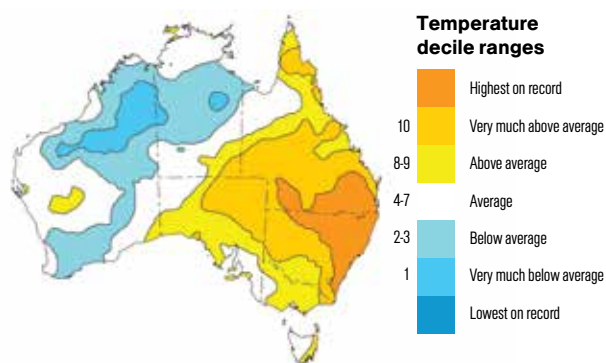 Temperature
decile ranges
Highest on record
10 Very much above average
8-9 Above average
4-7 Average
2-3 Below average
1 Very much below average
Lowest on record